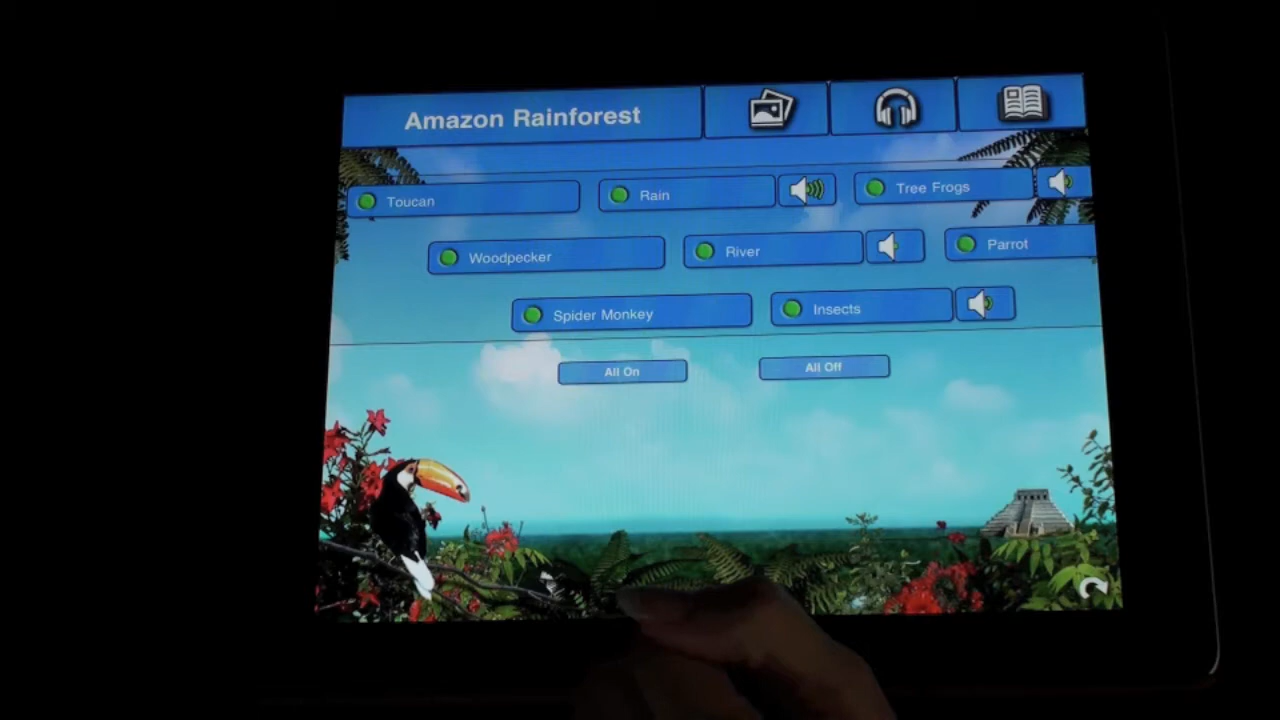 Amazon Rainforest
Toucan
Rain
Tree Frogs
Woodpecker
River
Parrot
Spider Monkey
Insects
All On
All Off